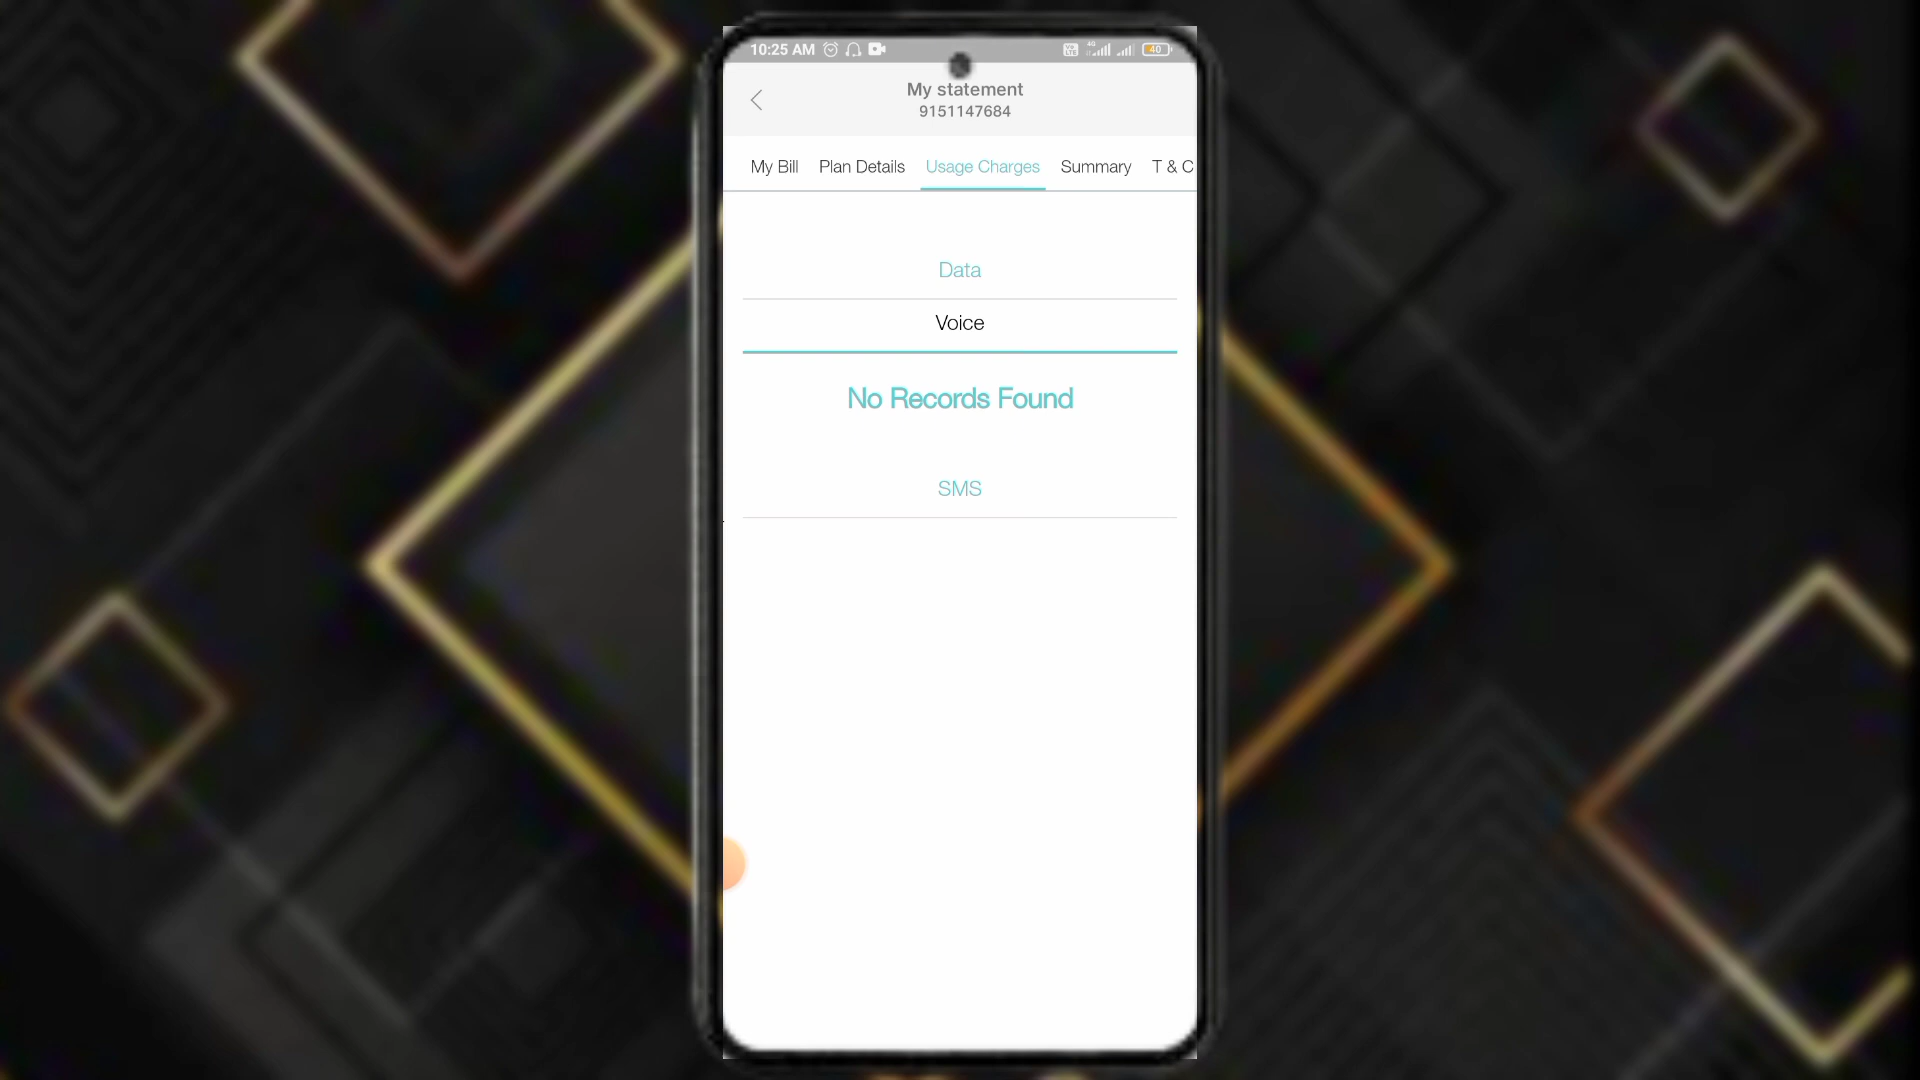 10:25 AM
40
My statement
9151147684
My Bill Plan Details Usage Charges Summary T & C
Data
Voice
No Records Found
SMS